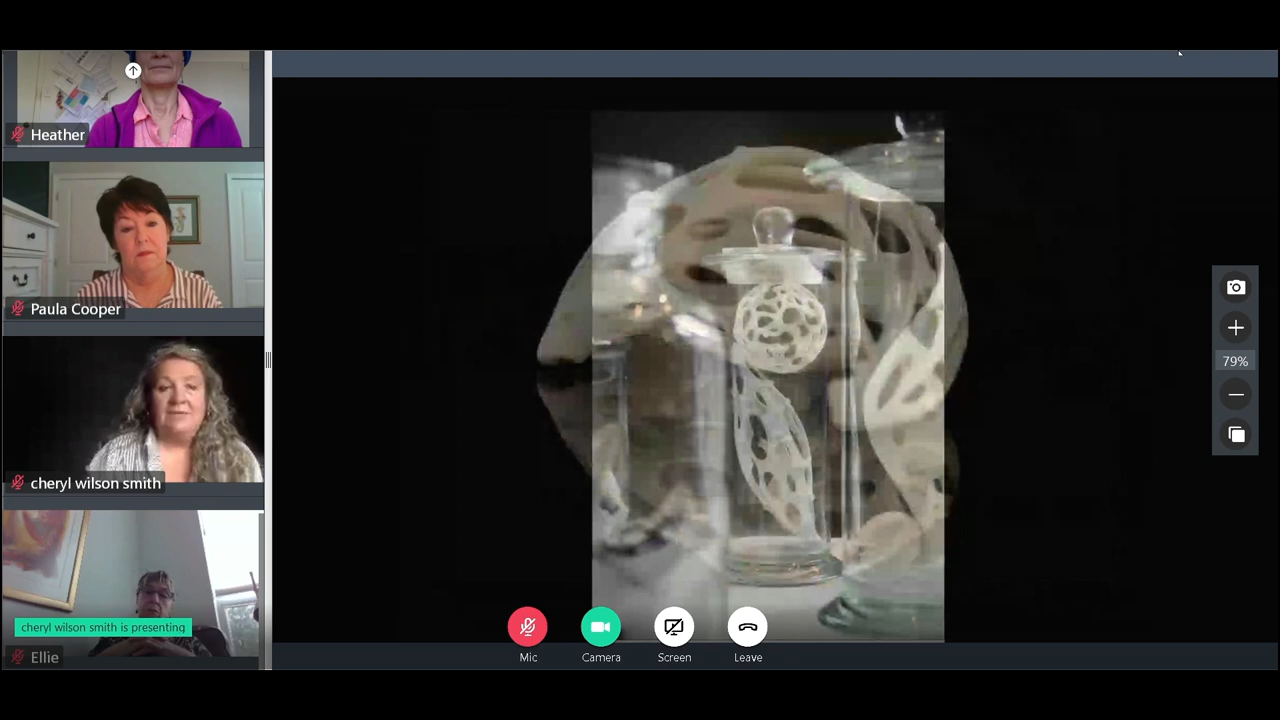 Heather
Paula Cooper
cheryl wilson smith
cheryl wilson smith is presenting
Ellie
79%
Mic
Camera
Screen
Leave